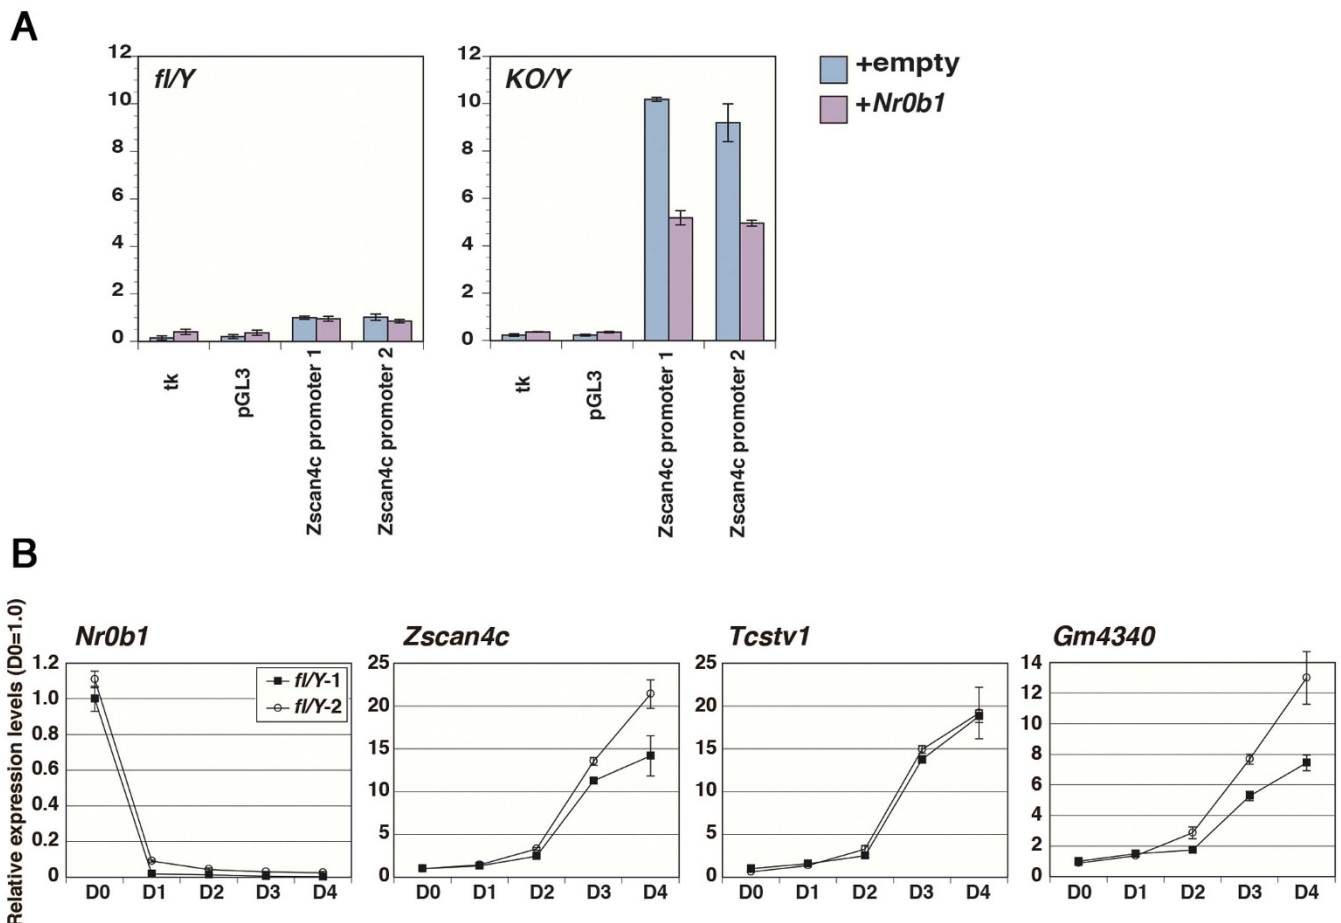 A
fl/Y
KO/Y
+empty
+Nr0b1
12
10
8
6
4
2
0
12
10
8
6
4
2
0
tk
pGL3
Zscan4c promoter 1
Zscan4c promoter 2
tk
pGL3
Zscan4c promoter 1
Zscan4c promoter 2
B
Relative expression levels (D0=1.0)
Nr0b1
1.2
1.0
0.8
0.6
0.4
0.2
0
fl/Y-1
fl/Y-2
D0 D1 D2 D3 D4
Zscan4c
25
20
15
10
5
0
D0 D1 D2 D3 D4
Tcstv1
25
20
15
10
5
0
D0 D1 D2 D3 D4
Gm4340
14
12
10
8
6
4
2
0
D0 D1 D2 D3 D4